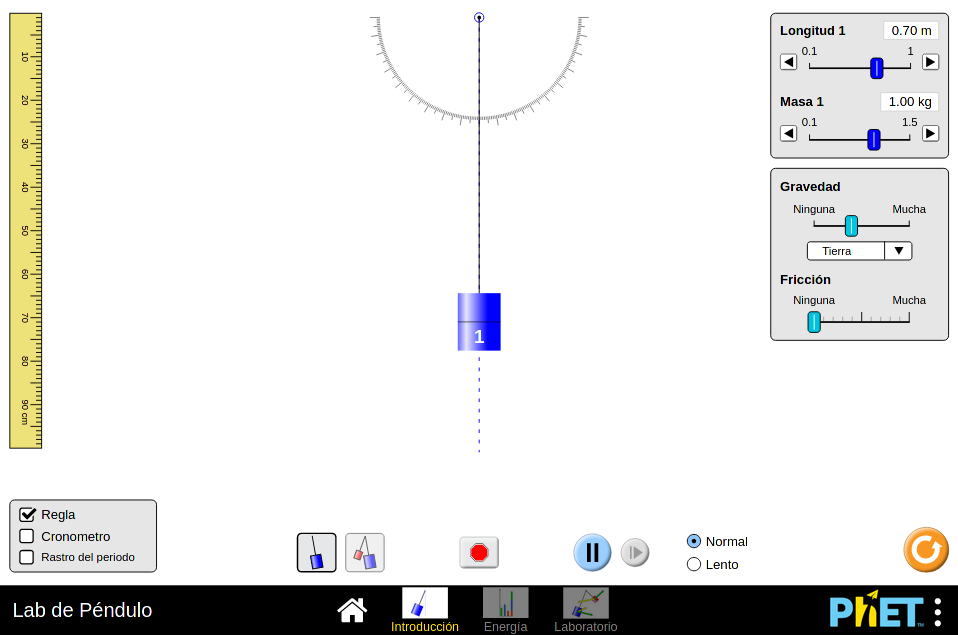 10
20
30
40
50
60
70
80
90 cm
1
Longitud 1
0.70 m
0.1
1
Masa 1
1.00 kg
0.1
1.5
Gravedad
Ninguna
Mucha
Tierra
Fricción
Ninguna
Mucha
Regla
Cronometro
Rastro del periodo
Normal
Lento
Lab de Péndulo
Introducción
Energía
Laboratorio
PhET